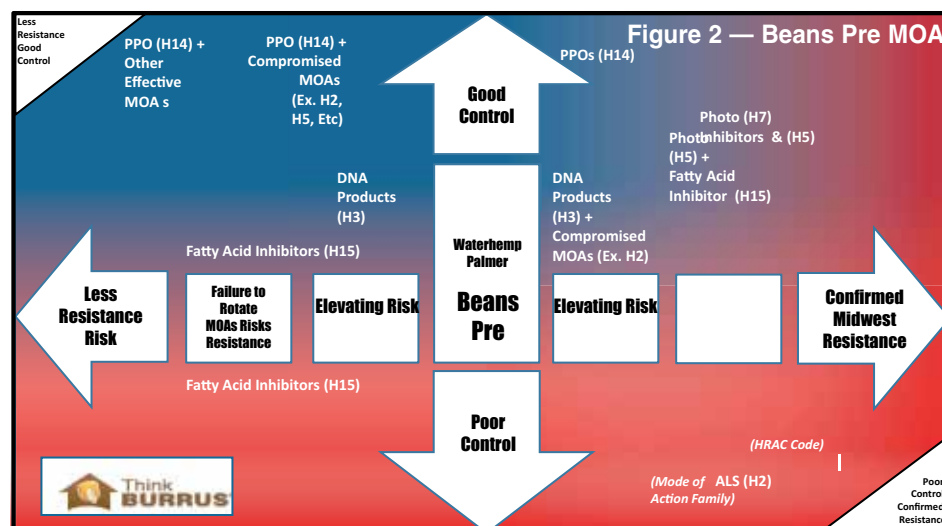 Less
Resistance
Good
Control
Figure 2 — Beans Pre MOA
PPO (H14) +
Other
Effective
MOA s
PPO (H14) +
Compromised
MOAs
(Ex. H2,
H5, Etc)
Good
Control
PPOs (H14)
Photo (H7)
Inhibitors & (H5)
Photo
(H5) +
Fatty Acid
Inhibitor (H15)
DNA
Products
(H3)
DNA
Products
(H3) +
Compromised
MOAs (Ex. H2)
Fatty Acid Inhibitors (H15)
Waterhemp
Palmer
Beans
Pre
Less
Resistance
Risk
Failure to
Rotate
MOAs Risks
Resistance
Elevating Risk
Elevating Risk
Confirmed
Midwest
Resistance
Fatty Acid Inhibitors (H15)
Poor
Control
(HRAC Code)
(Mode of ALS (H2)
Action Family)
Think
BURRUS
Poor
Control
Confirmed
Resistance